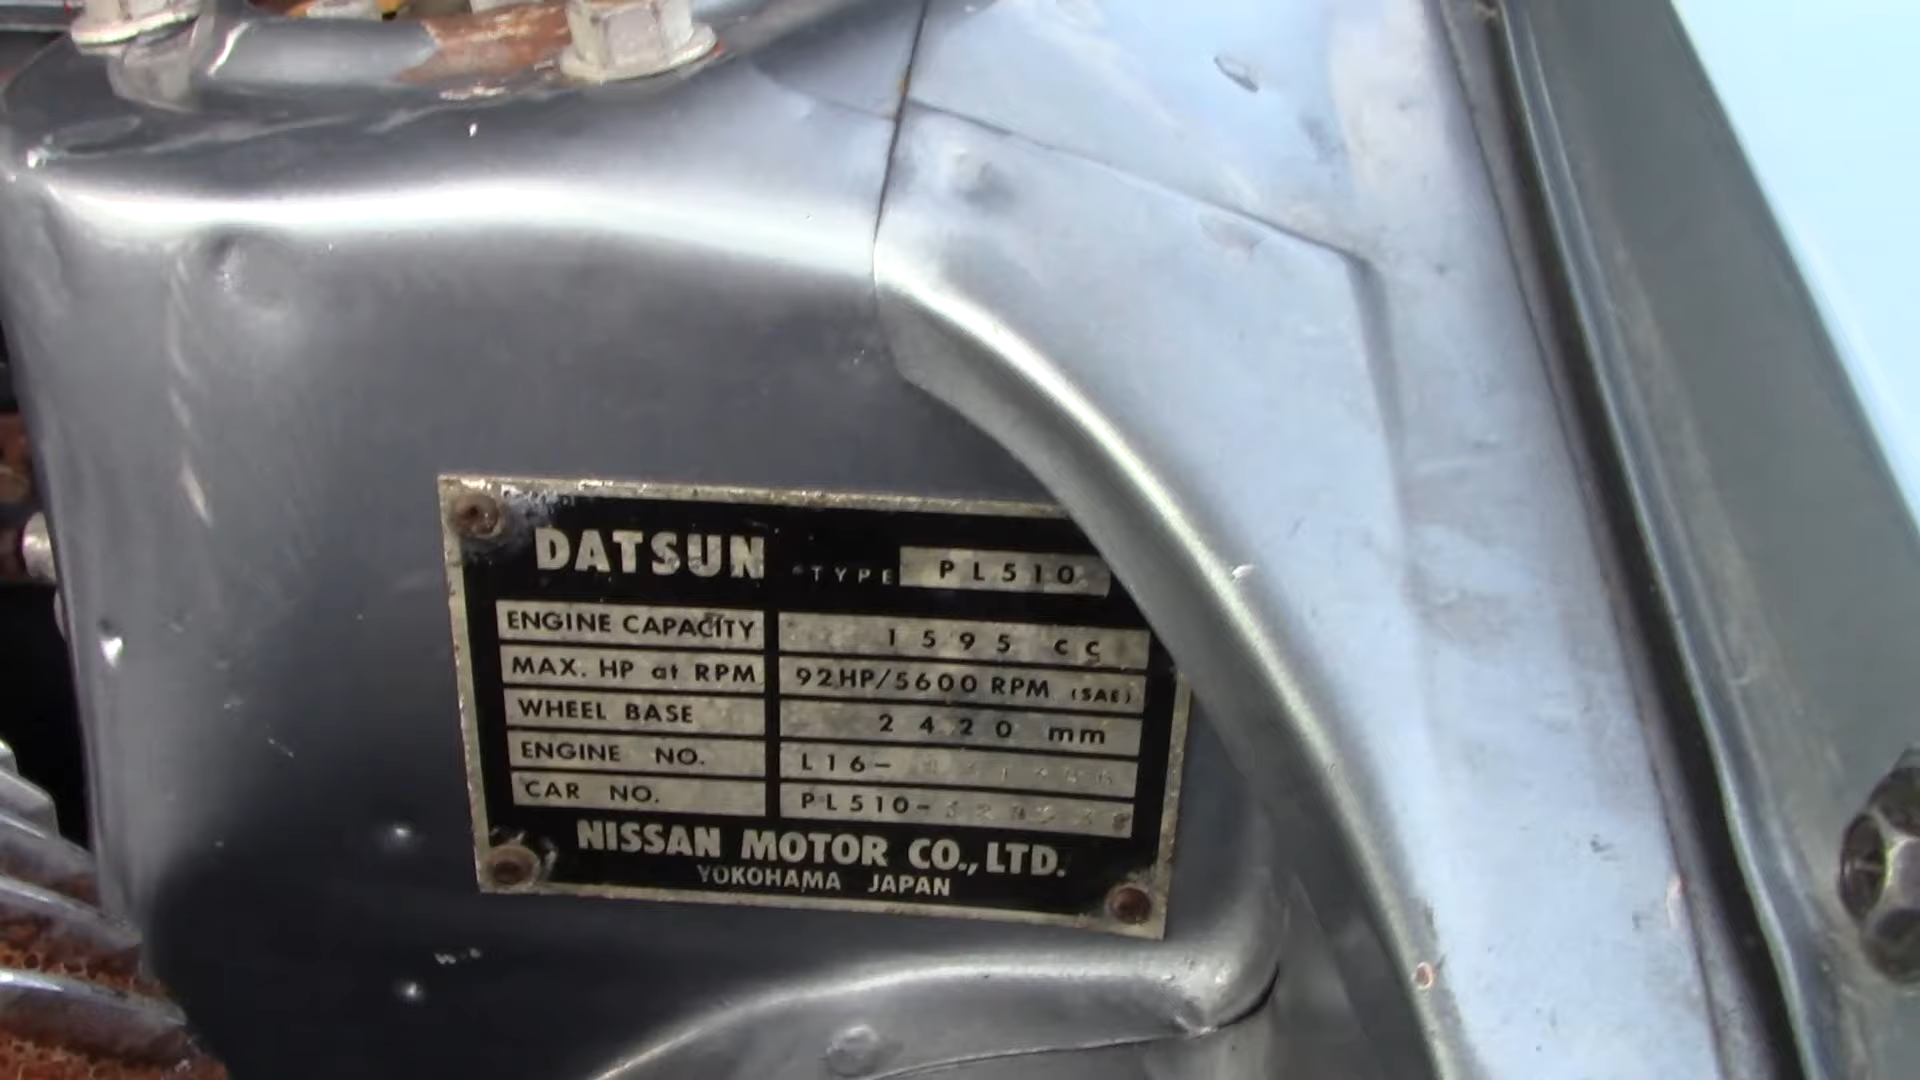 DATSUN TYPE PL510
ENGINE CAPACITY 1595 CC
MAX. HP at RPM 92HP/5600 RPM (SAE)
WHEEL BASE 2420 mm
ENGINE NO. L16-
CAR NO. PL510-
NISSAN MOTOR CO., LTD.
YOKOHAMA JAPAN